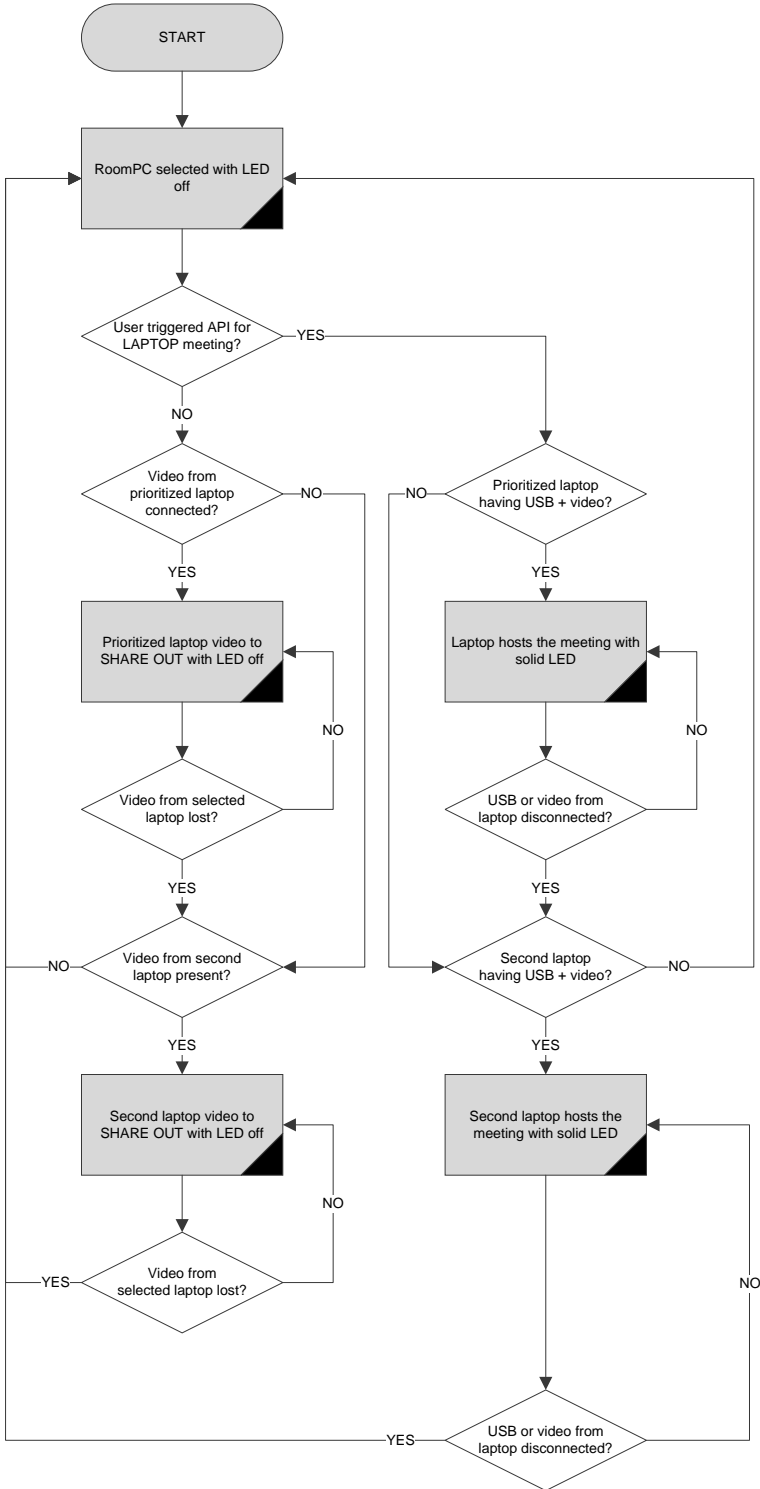 START
RoomPC selected with LED
off
User triggered API for
LAPTOP meeting?
YES
NO
Video from
prioritized laptop
connected?
NO
NO
Prioritized laptop
having USB + video?
YES
YES
Prioritized laptop video to
SHARE OUT with LED off
Laptop hosts the meeting with
solid LED
NO
NO
Video from selected
laptop lost?
USB or video from
laptop disconnected?
YES
YES
NO
Video from second
laptop present?
Second laptop
having USB + video?
NO
YES
YES
Second laptop video to
SHARE OUT with LED off
Second laptop hosts the
meeting with solid LED
NO
YES
Video from
selected laptop lost?
NO
YES
USB or video from
laptop disconnected?